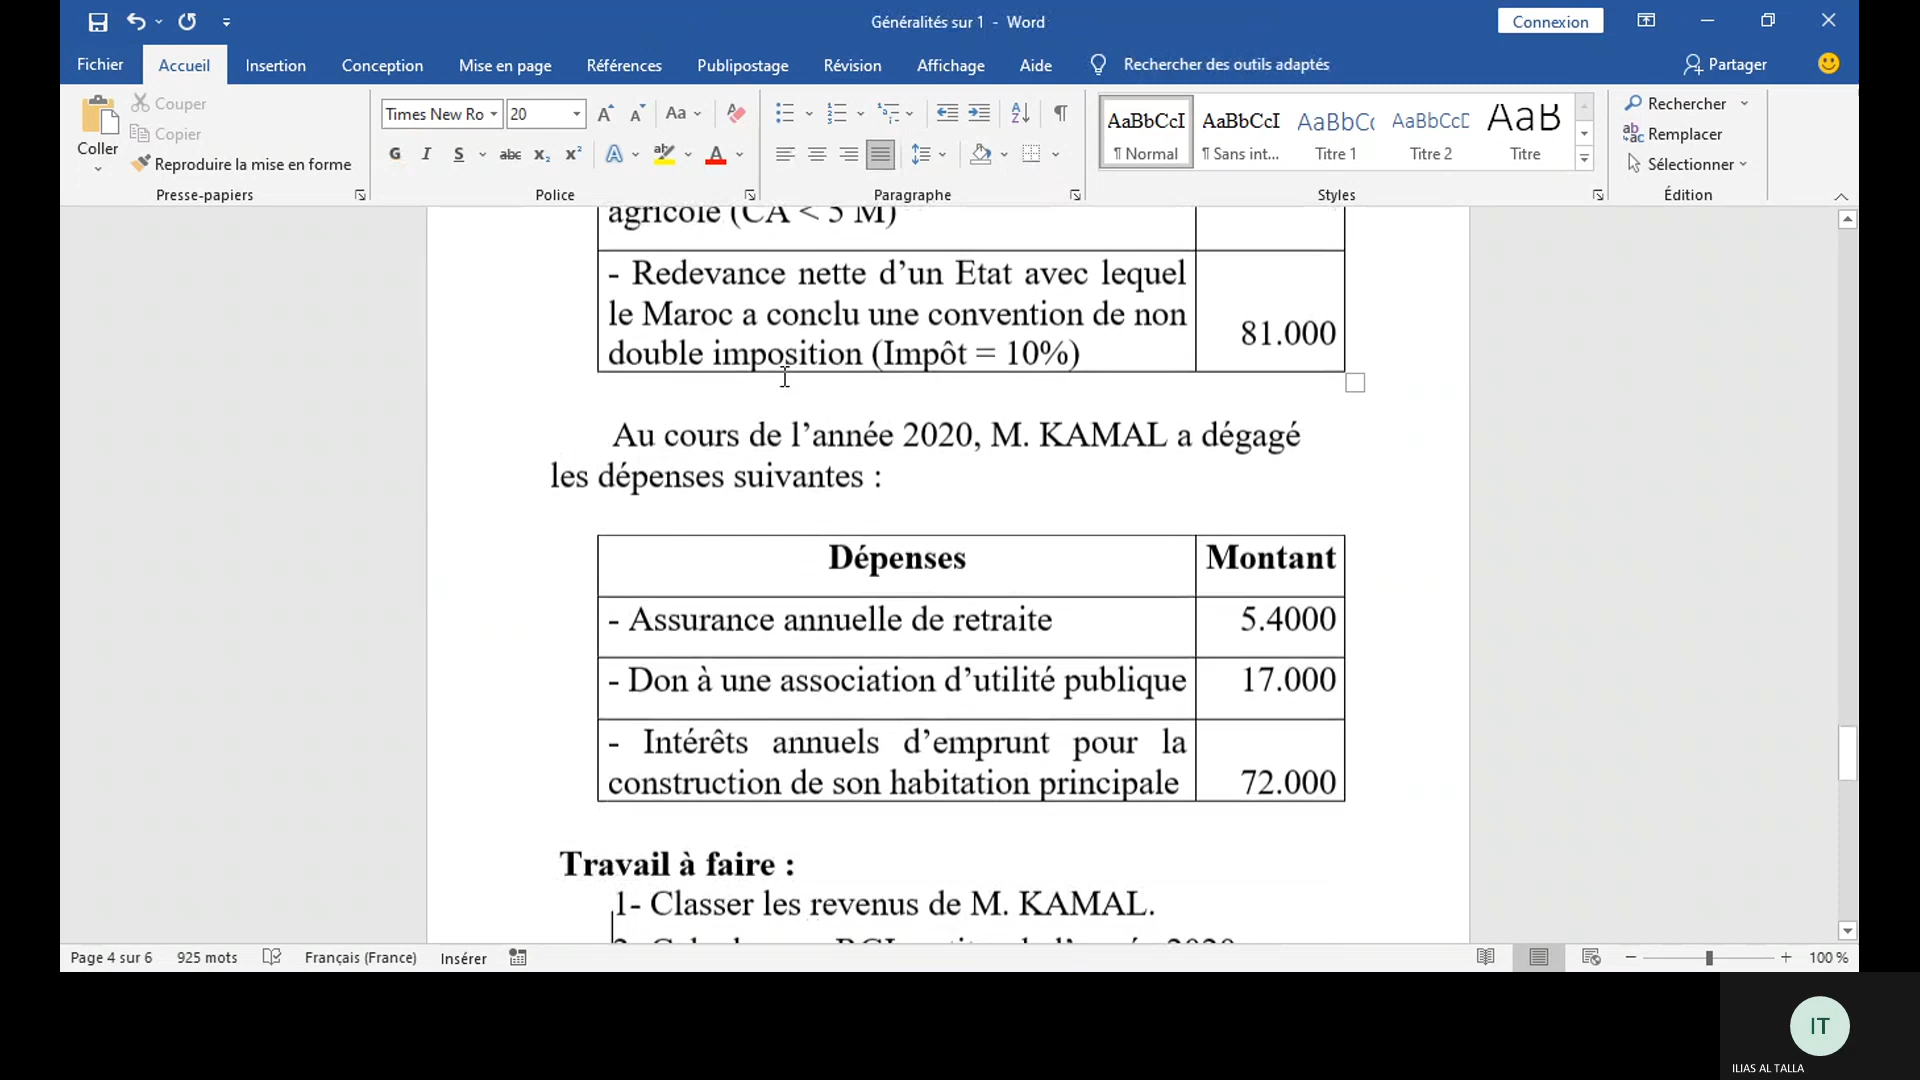 Généralités sur 1 - Word
Connexion
Fichier
Accueil
Insertion
Conception
Mise en page
Références
Publipostage
Révision
Affichage
Aide
Rechercher des outils adaptés
Partager
Coller
Couper
Copier
Reproduire la mise en forme
Presse-papiers
Times New Ro
20
Aa
G I S abc x₂ x² A A
Police
Paragraphe
AaBbCcI
¶ Normal
AaBbCcI
¶ Sans int...
AaBbCc
Titre 1
AaBbCcD
Titre 2
AaB
Titre
Styles
Rechercher
Remplacer
Sélectionner
Édition
agricole (CA < 5 M)
- Redevance nette d’un Etat avec lequel
le Maroc a conclu une convention de non
double imposition (Impôt = 10%)
81.000
Au cours de l’année 2020, M. KAMAL a dégagé
les dépenses suivantes :
Dépenses
Montant
- Assurance annuelle de retraite
5.4000
- Don à une association d’utilité publique
17.000
- Intérêts annuels d’emprunt pour la
construction de son habitation principale
72.000
Travail à faire :
1- Classer les revenus de M. KAMAL.
Page 4 sur 6
925 mots
Français (France)
Insérer
100 %
IT
ILIAS AL TALLA